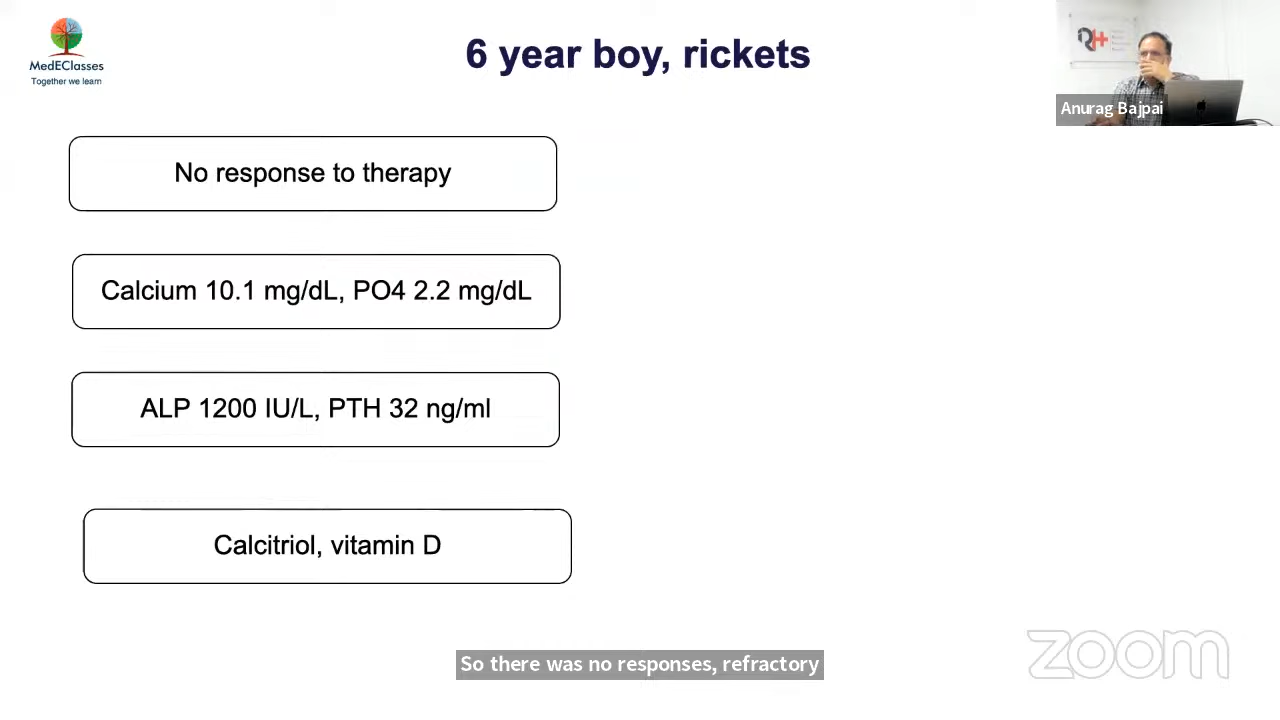 MedEClasses
Together we learn
6 year boy, rickets
Anurag Bajpai
No response to therapy
Calcium 10.1 mg/dL, PO4 2.2 mg/dL
ALP 1200 IU/L, PTH 32 ng/ml
Calcitriol, vitamin D
So there was no responses, refractory
zoom